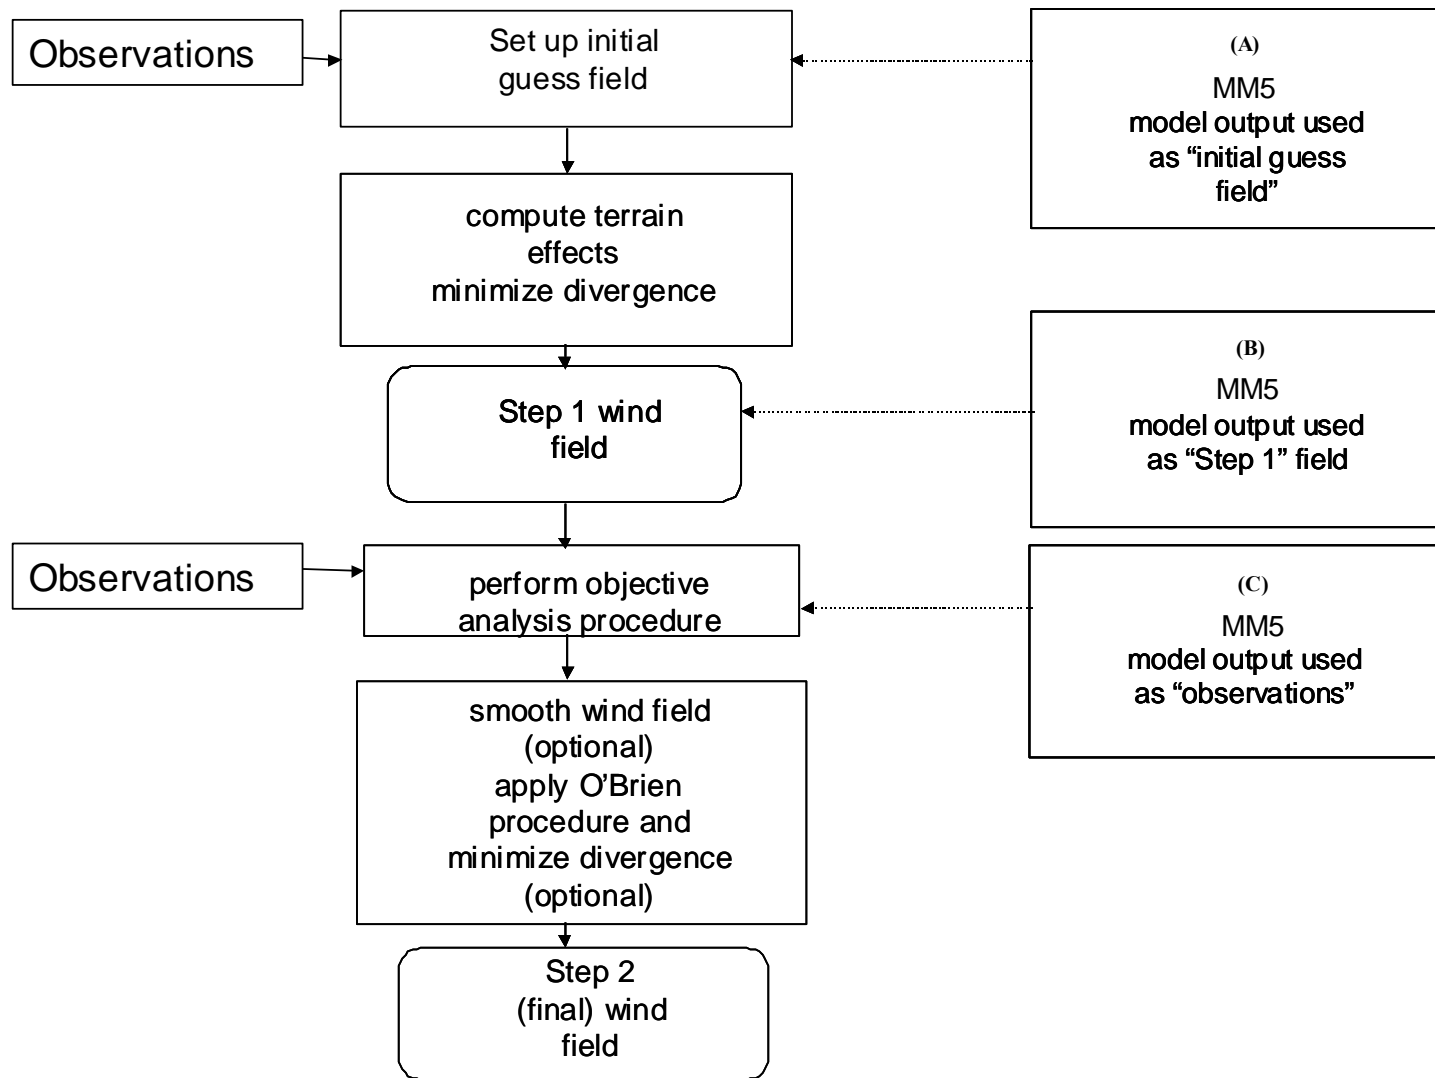 Observations
Set up initial
guess field
(A)
MM5
model output used
as “initial guess
field”
compute terrain
effects
minimize divergence
Step 1 wind
field
(B)
MM5
model output used
as “Step 1” field
Observations
perform objective
analysis procedure
(C)
MM5
model output used
as “observations”
smooth wind field
(optional)
apply O’Brien
procedure and
minimize divergence
(optional)
Step 2
(final) wind
field